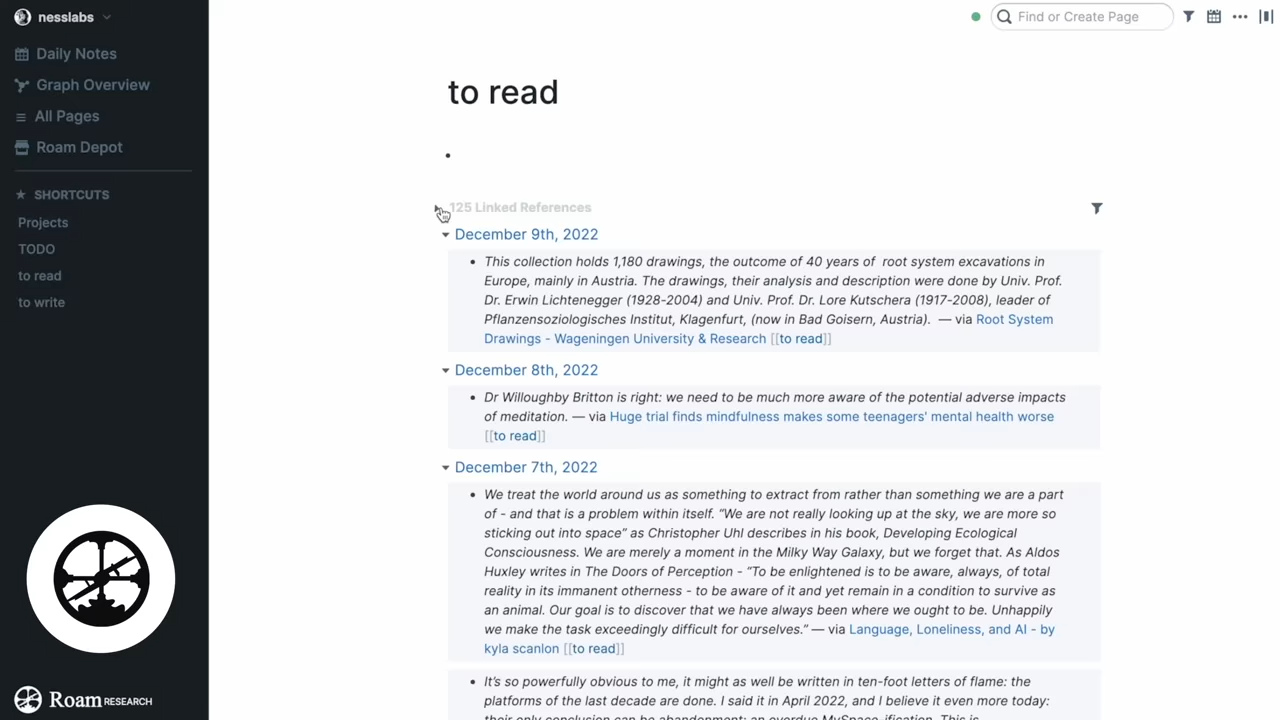 nesslabs
Find or Create Page
Daily Notes
Graph Overview
All Pages
Roam Depot
SHORTCUTS
Projects
TODO
to read
to write
Roam RESEARCH
to read
125 Linked References
December 9th, 2022
This collection holds 1,180 drawings, the outcome of 40 years of root system excavations in
Europe, mainly in Austria. The drawings, their analysis and description were done by Univ. Prof.
Dr. Erwin Lichtenegger (1928-2004) and Univ. Prof. Dr. Lore Kutschera (1917-2008), leader of
Pflanzensoziologisches Institut, Klagenfurt, (now in Bad Goisern, Austria). — via Root System
Drawings - Wageningen University & Research [[to read]]
December 8th, 2022
Dr Willoughby Britton is right: we need to be much more aware of the potential adverse impacts
of meditation. — via Huge trial finds mindfulness makes some teenagers' mental health worse
[[to read]]
December 7th, 2022
We treat the world around us as something to extract from rather than something we are a part
of - and that is a problem within itself. “We are not really looking up at the sky, we are more so
sticking out into space” as Christopher Uhl describes in his book, Developing Ecological
Consciousness. We are merely a moment in the Milky Way Galaxy, but we forget that. As Aldos
Huxley writes in The Doors of Perception - “To be enlightened is to be aware, always, of total
reality in its immanent otherness - to be aware of it and yet remain in a condition to survive as
an animal. Our goal is to discover that we have always been where we ought to be. Unhappily
we make the task exceedingly difficult for ourselves.” — via Language, Loneliness, and AI - by
kyla scanlon [[to read]]
It’s so powerfully obvious to me, it might as well be written in ten-foot letters of flame: the
platforms of the last decade are done. I said it in April 2022, and I believe it even more today:
their only conclusion can be abandonment; an overdue MySpace-ification. This is